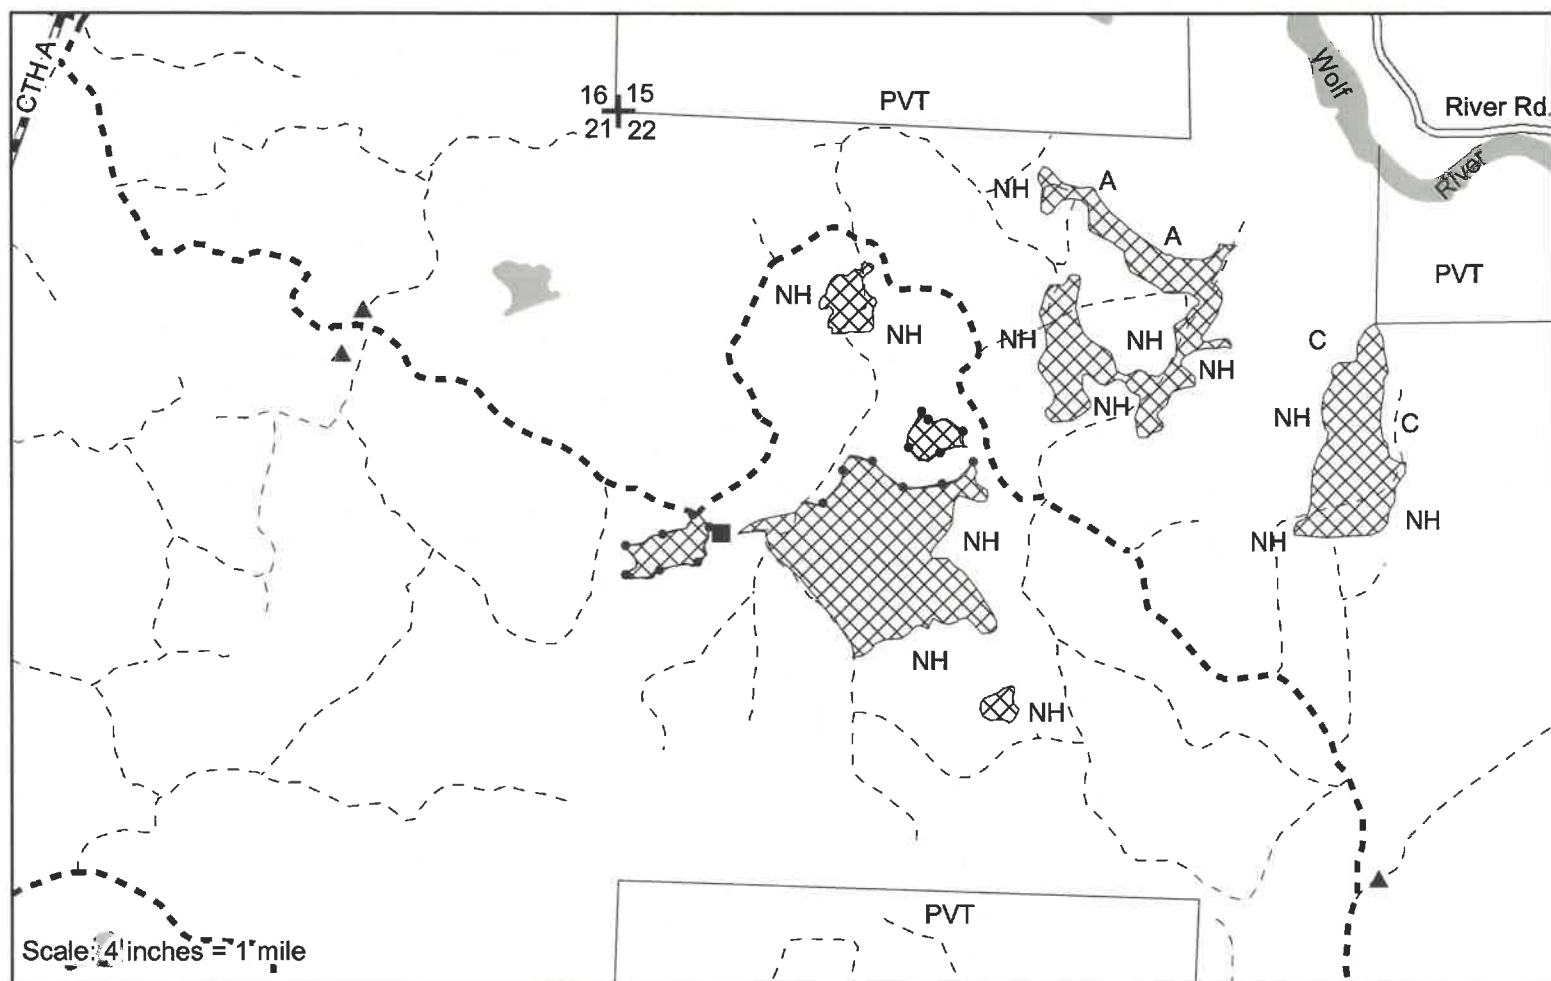 CTH A
16 15
21 22
PVT
Wolf
River Rd.
River
NH A
A
PVT
NH
NH
NH
NH
C
NH
NH
NH
C
NH
NH
NH
NH
NH
NH
PVT
Scale: 4 inches = 1 mile